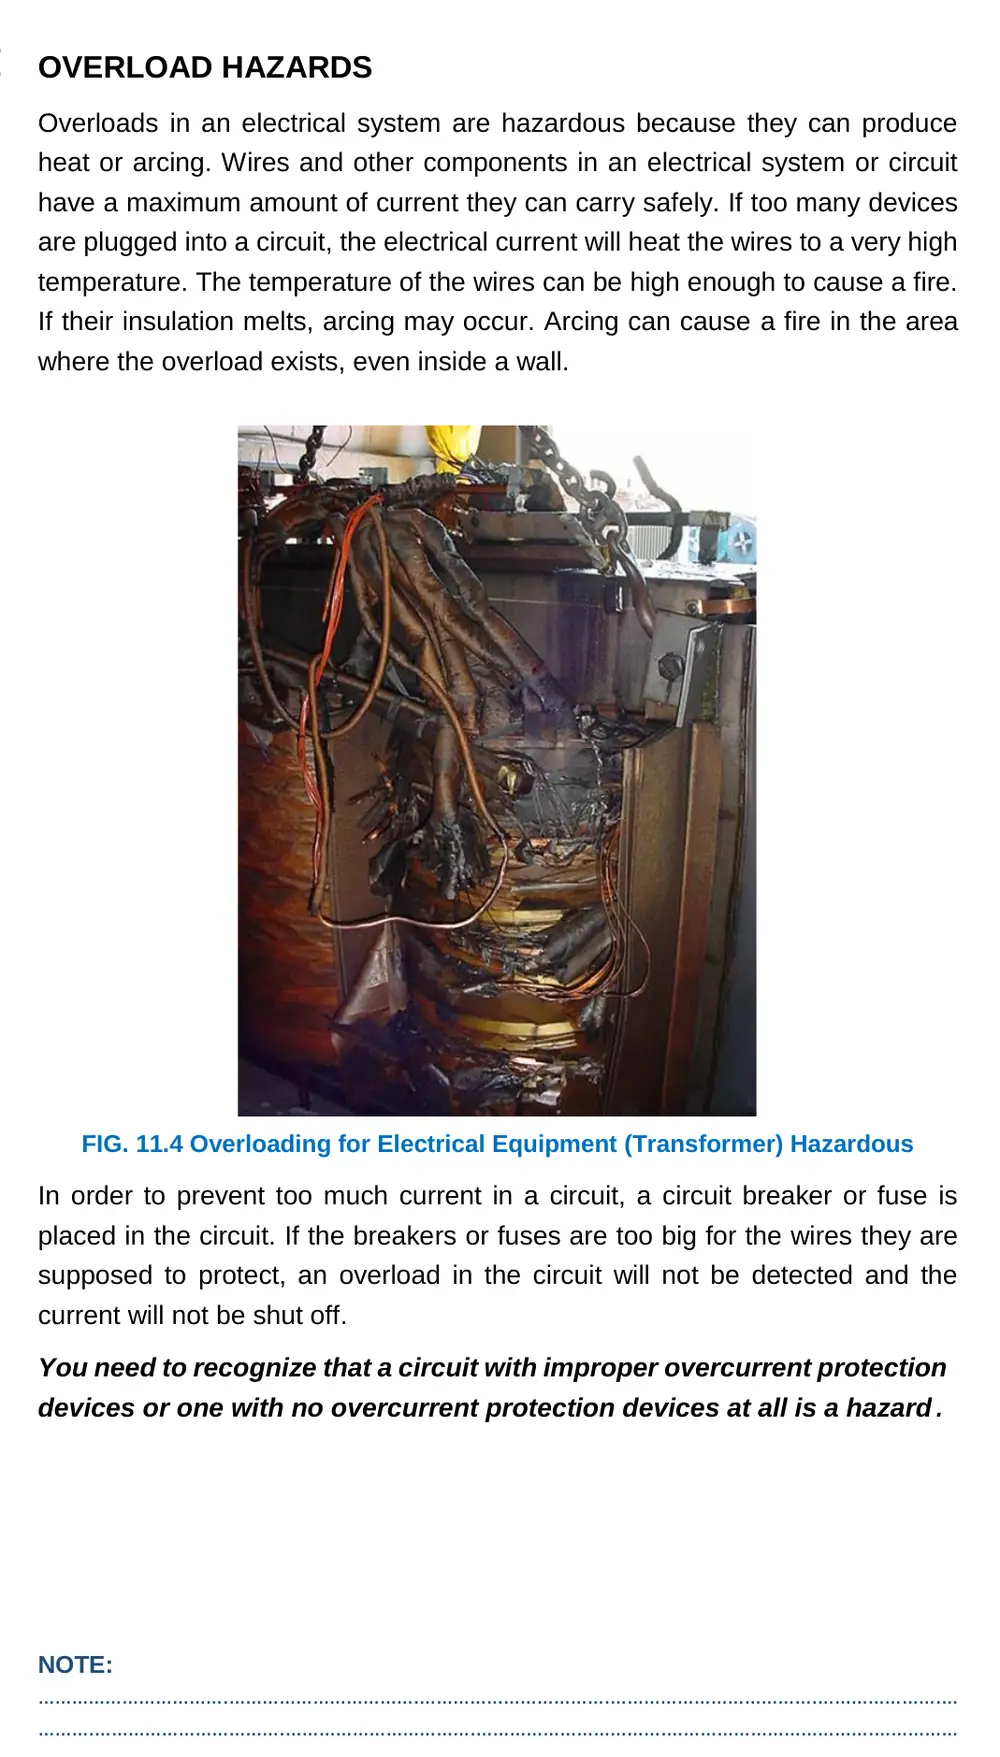 OVERLOAD HAZARDS
Overloads in an electrical system are hazardous because they can produce
heat or arcing. Wires and other components in an electrical system or circuit
have a maximum amount of current they can carry safely. If too many devices
are plugged into a circuit, the electrical current will heat the wires to a very high
temperature. The temperature of the wires can be high enough to cause a fire.
If their insulation melts, arcing may occur. Arcing can cause a fire in the area
where the overload exists, even inside a wall.
FIG. 11.4 Overloading for Electrical Equipment (Transformer) Hazardous
In order to prevent too much current in a circuit, a circuit breaker or fuse is
placed in the circuit. If the breakers or fuses are too big for the wires they are
supposed to protect, an overload in the circuit will not be detected and the
current will not be shut off.
You need to recognize that a circuit with improper overcurrent protection
devices or one with no overcurrent protection devices at all is a hazard.
NOTE: